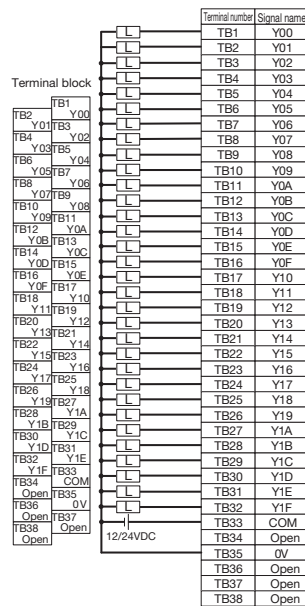 Terminal number Signal name
L TB1 Y00
L TB2 Y01
L TB3 Y02
L TB4 Y03
L TB5 Y04
L TB6 Y05
L TB7 Y06
L TB8 Y07
L TB9 Y08
L TB10 Y09
L TB11 Y0A
L TB12 Y0B
L TB13 Y0C
L TB14 Y0D
L TB15 Y0E
L TB16 Y0F
L TB17 Y10
L TB18 Y11
L TB19 Y12
L TB20 Y13
L TB21 Y14
L TB22 Y15
L TB23 Y16
L TB24 Y17
L TB25 Y18
L TB26 Y19
L TB27 Y1A
L TB28 Y1B
L TB29 Y1C
L TB30 Y1D
L TB31 Y1E
L TB32 Y1F
TB33 COM
12/24VDC
TB34 Open
TB35 0V
TB36 Open
TB37 Open
TB38 Open
Terminal block
TB1
Y00
TB2
Y01
TB3
Y02
TB4
Y03
TB5
Y04
TB6
Y05
TB7
Y06
TB8
Y07
TB9
Y08
TB10
Y09
TB11
Y0A
TB12
Y0B
TB13
Y0C
TB14
Y0D
TB15
Y0E
TB16
Y0F
TB17
Y10
TB18
Y11
TB19
Y12
TB20
Y13
TB21
Y14
TB22
Y15
TB23
Y16
TB24
Y17
TB25
Y18
TB26
Y19
TB27
Y1A
TB28
Y1B
TB29
Y1C
TB30
Y1D
TB31
Y1E
TB32
Y1F
TB33
COM
TB34
Open
TB35
0V
TB36
Open
TB37
Open
TB38
Open